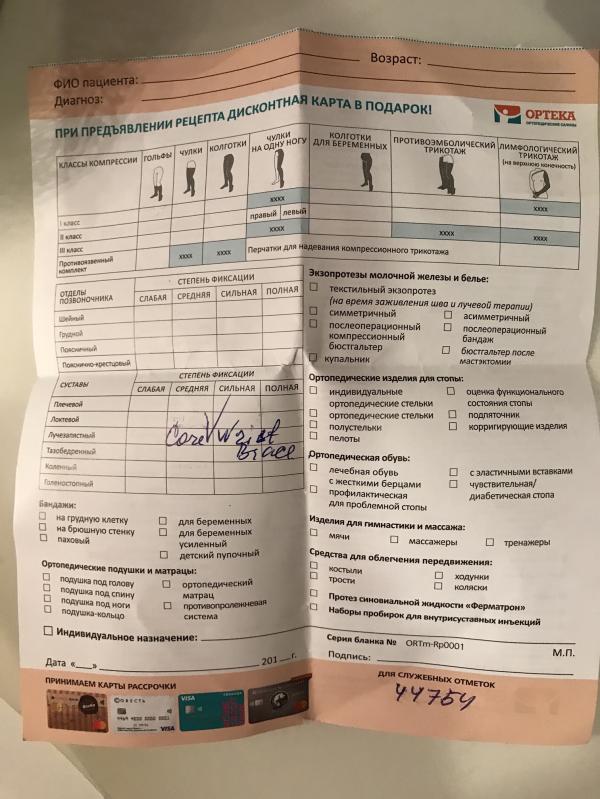 ФИО пациента:
Возраст:
Диагноз:
ПРИ ПРЕДЪЯВЛЕНИИ РЕЦЕПТА ДИСКОНТНАЯ КАРТА В ПОДАРОК!
ОРТЕКА
ОРТОПЕДИЧЕСКИЕ САЛОНЫ
КЛАССЫ КОМПРЕССИИ
ГОЛЬФЫ
ЧУЛКИ
КОЛГОТКИ
ЧУЛКИ НА ОДНУ НОГУ
КОЛГОТКИ ДЛЯ БЕРЕМЕННЫХ
ПРОТИВОЭМБОЛИЧЕСКИЙ ТРИКОТАЖ
ЛИМФОЛОГИЧЕСКИЙ ТРИКОТАЖ
(на верхнюю конечность)
xxxx
I класс
правый левый
xxxx
II класс
xxxx xxxx xxxx
III класс
Противоязвенный комплект
xxxx xxxx
Перчатки для надевания компрессионного трикотажа
ОТДЕЛЫ ПОЗВОНОЧНИКА
СТЕПЕНЬ ФИКСАЦИИ
СЛАБАЯ СРЕДНЯЯ СИЛЬНАЯ ПОЛНАЯ
Шейный
Грудной
Поясничный
Пояснично-крестцовый
СУСТАВЫ
СТЕПЕНЬ ФИКСАЦИИ
СЛАБАЯ СРЕДНЯЯ СИЛЬНАЯ ПОЛНАЯ
Плечевой
Локтевой
Лучезапястный
Тазобедренный
Коленный
Голеностопный
Wrist
Brace
Бандажи:
на грудную клетку
на брюшную стенку
паховый
для беременных
для беременных
усиленный
детский пупочный
Ортопедические подушки и матрацы:
подушка под голову
подушка под спину
подушка под ноги
подушка-кольцо
ортопедический
матрац
противопролежневая
система
Индивидуальное назначение:
Дата «__» 201__г.
Экзопротезы молочной железы и белье:
текстильный экзопротез
(на время заживления шва и лучевой терапии)
симметричный
асимметричный
послеоперационный
компрессионный
бюстгальтер
послеоперационный
бандаж
купальник
бюстгальтер после
мастэктомии
Ортопедические изделия для стопы:
индивидуальные
ортопедические стельки
ортопедические стельки
полустельки
пелоты
оценка функционального
состояния стопы
подпяточник
корригирующие изделия
Ортопедическая обувь:
лечебная обувь
с жесткими берцами
профилактическая
для проблемной стопы
с эластичными вставками
чувствительная/
диабетическая стопа
Изделия для гимнастики и массажа:
мячи
массажеры
тренажеры
Средства для облегчения передвижения:
костыли
трости
ходунки
коляски
Протез синовиальной жидкости «Ферматрон»
Наборы пробирок для внутрисуставных инъекций
Серия бланка № ORTm-Rp0001
М.П.
Подпись:
ПРИНИМАЕМ КАРТЫ РАССРОЧКИ
СОВЕСТЬ
VISA
VISA
ДЛЯ СЛУЖЕБНЫХ ОТМЕТОК
44754